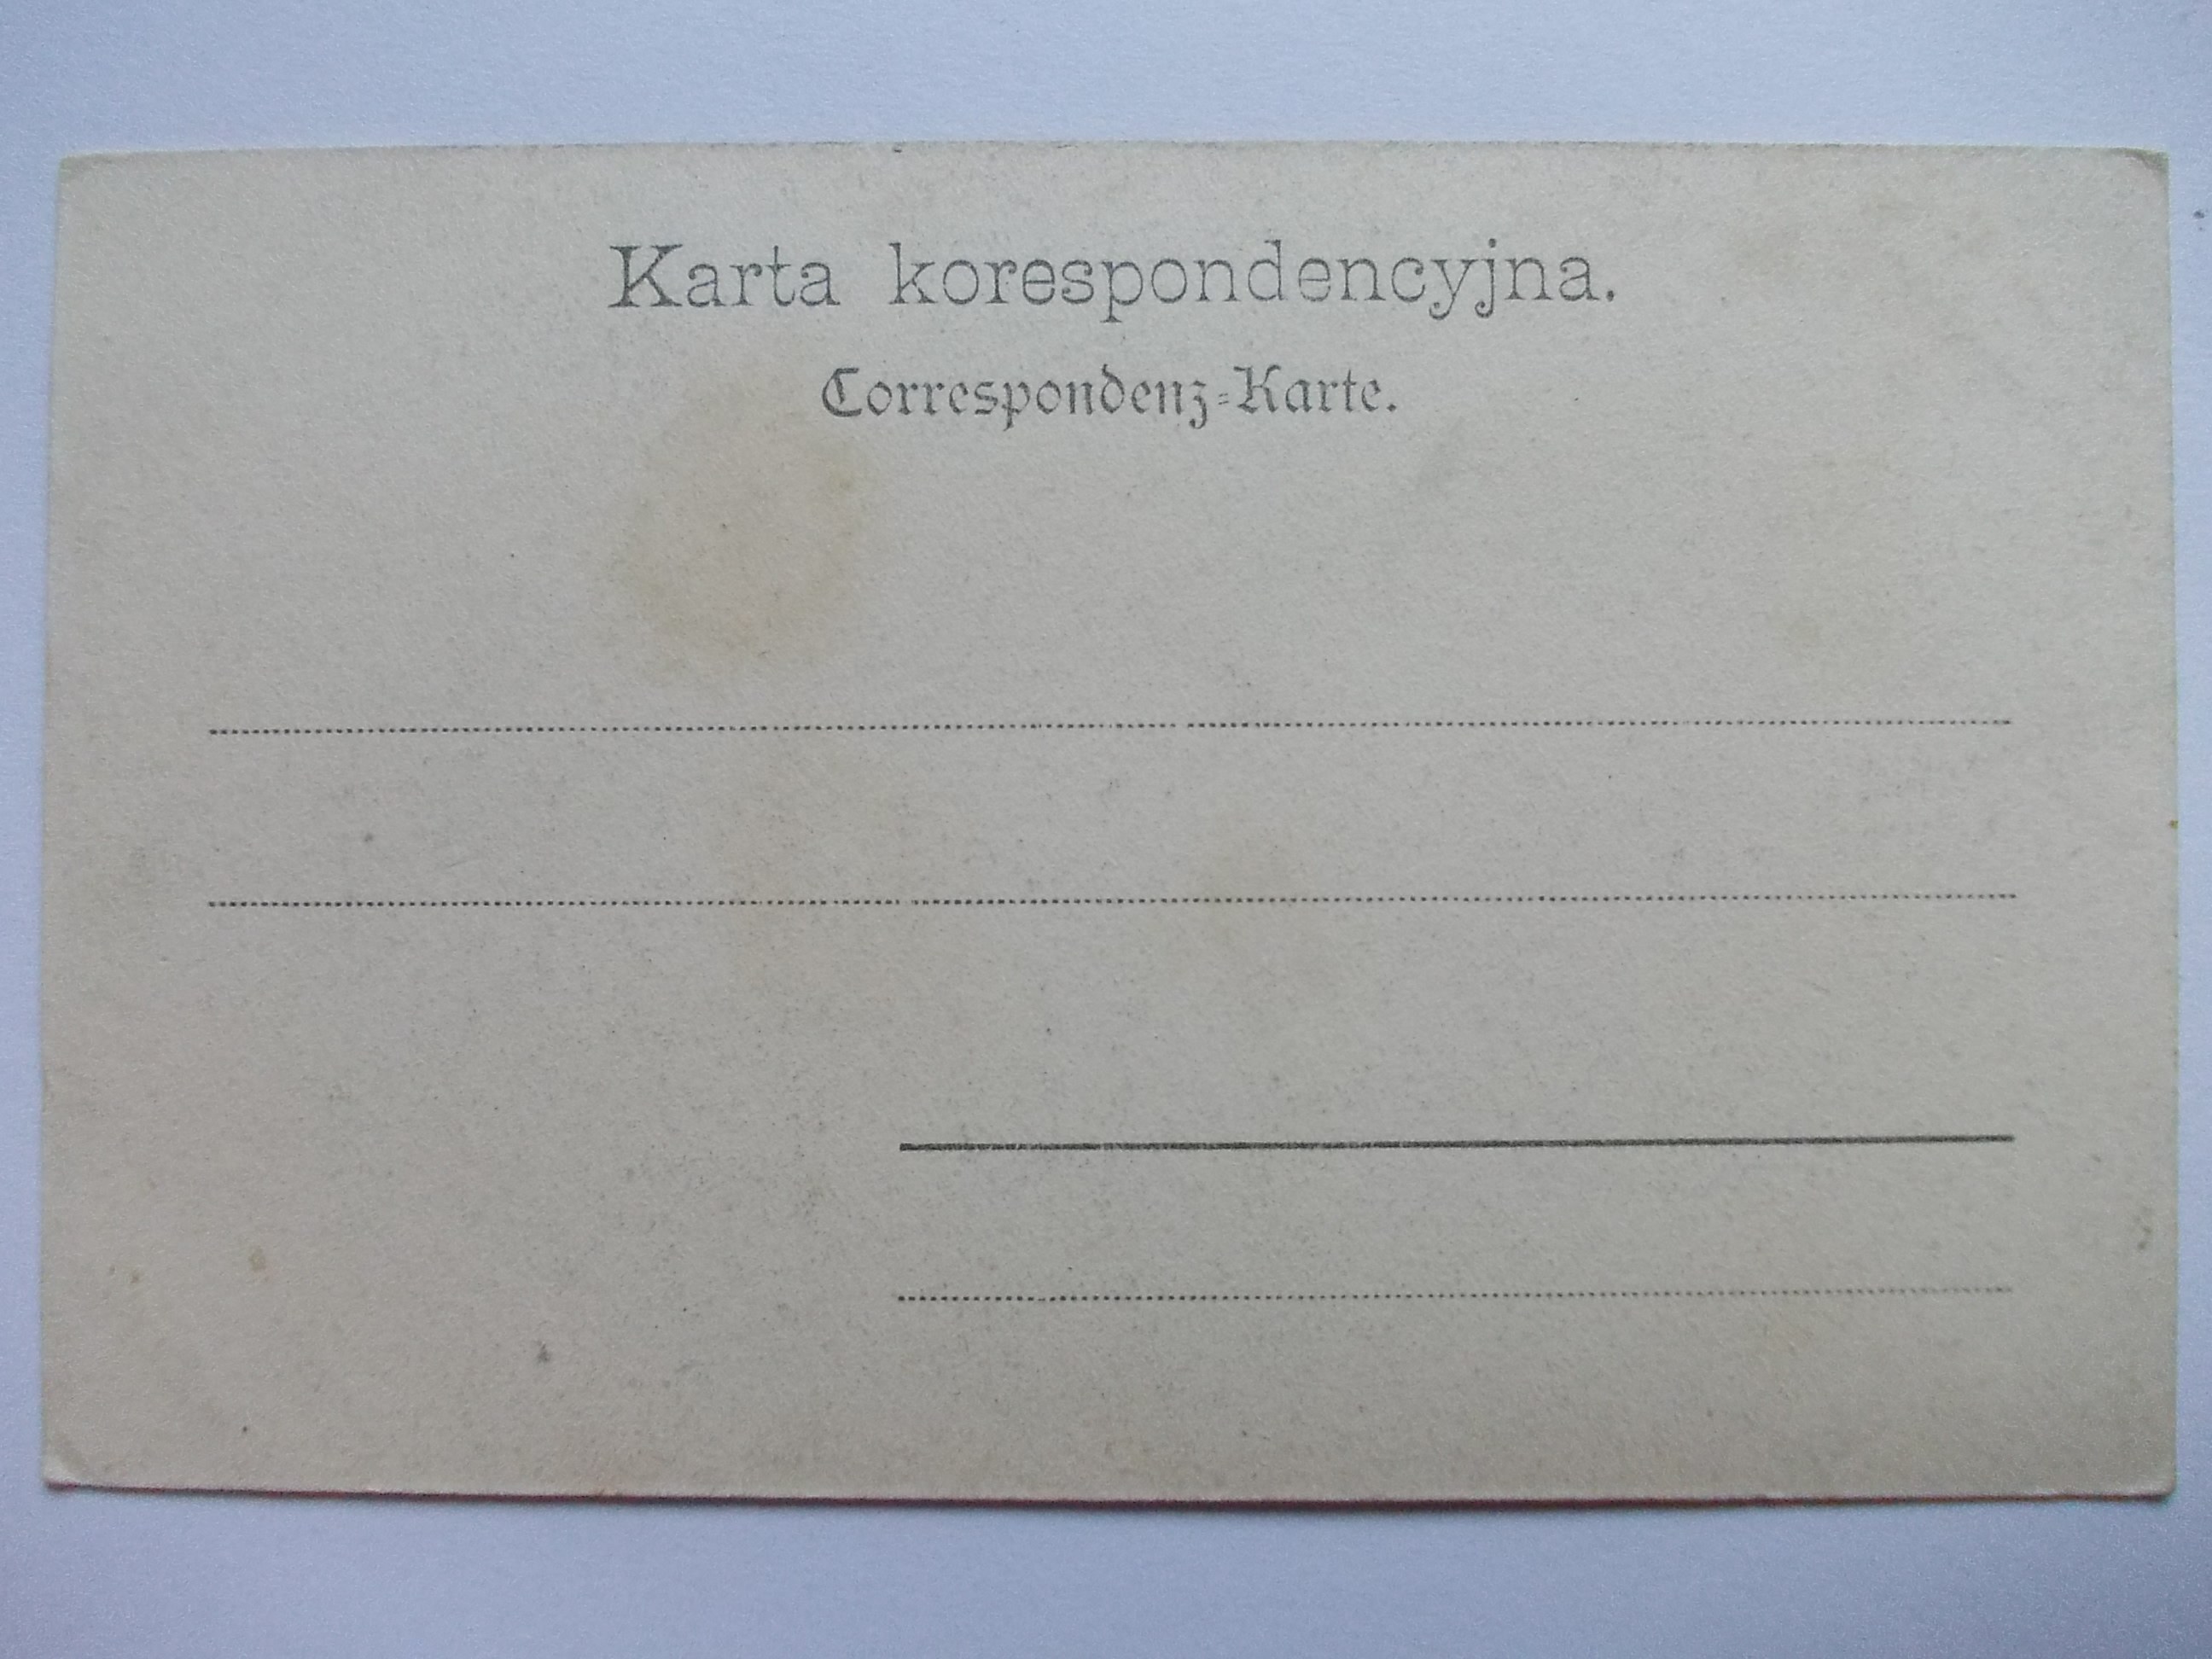 Karta korespondencyjna.
Correspondenz-Karte.